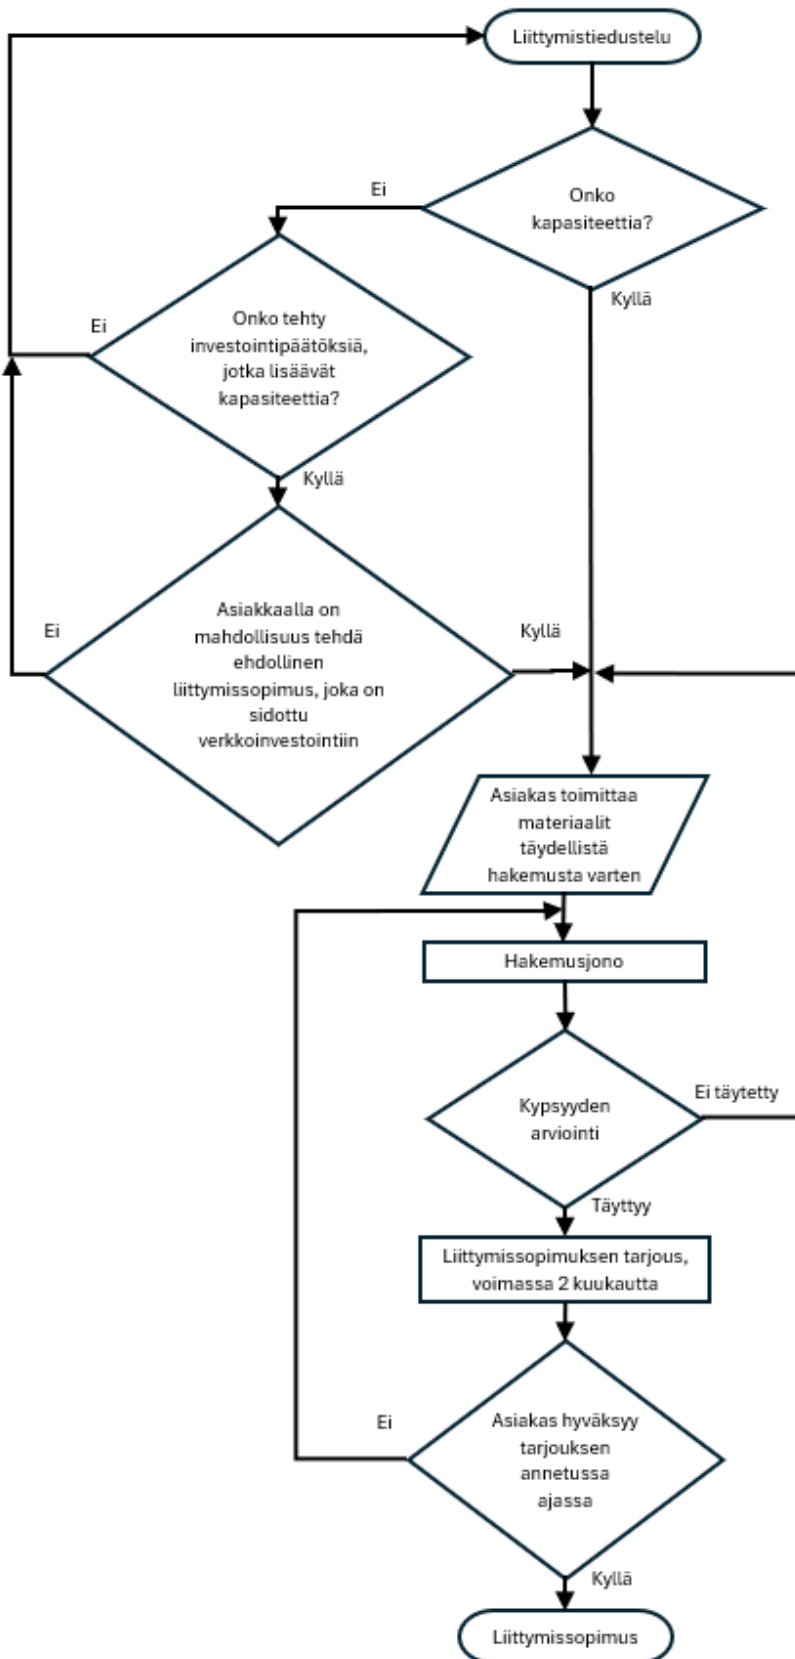 Liittymistiedustelu
Onko
kapasiteettia?
Ei
Kyllä
Onko tehty
investointipäätöksiä,
jotka lisäävät
kapasiteettia?
Ei
Kyllä
Asiakkaalla on
mahdollisuus tehdä
ehdollinen
liittymissopimus, joka on
sidottu
verkkoinvestointiin
Ei
Kyllä
Asiakas toimittaa
materiaalit
täydellistä
hakemusta varten
Hakemusjono
Kypsyyden
arviointi
Ei täytetty
Täyttyy
Liittymissopimuksen tarjous,
voimassa 2 kuukautta
Asiakas hyväksyy
tarjouksen
annetussa
ajassa
Ei
Kyllä
Liittymissopimus